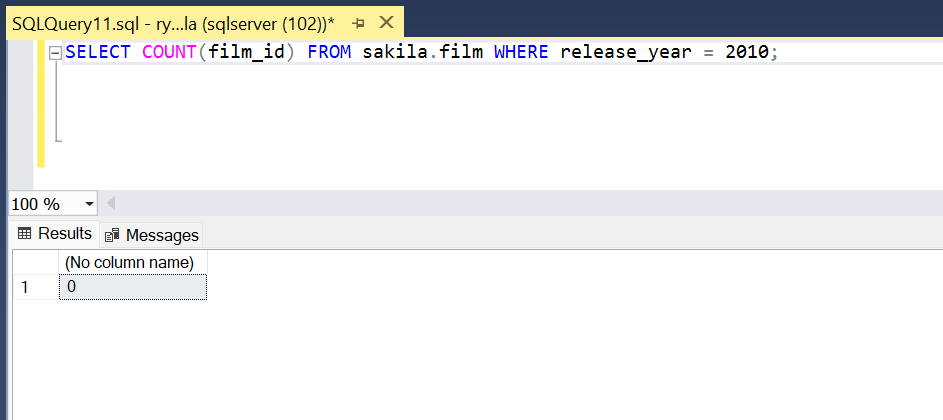 SQLQuery11.sql - ry...la (sqlserver (102))*
SELECT COUNT(film_id) FROM sakila.film WHERE release_year = 2010;
100 %
Results Messages
(No column name)
1 0